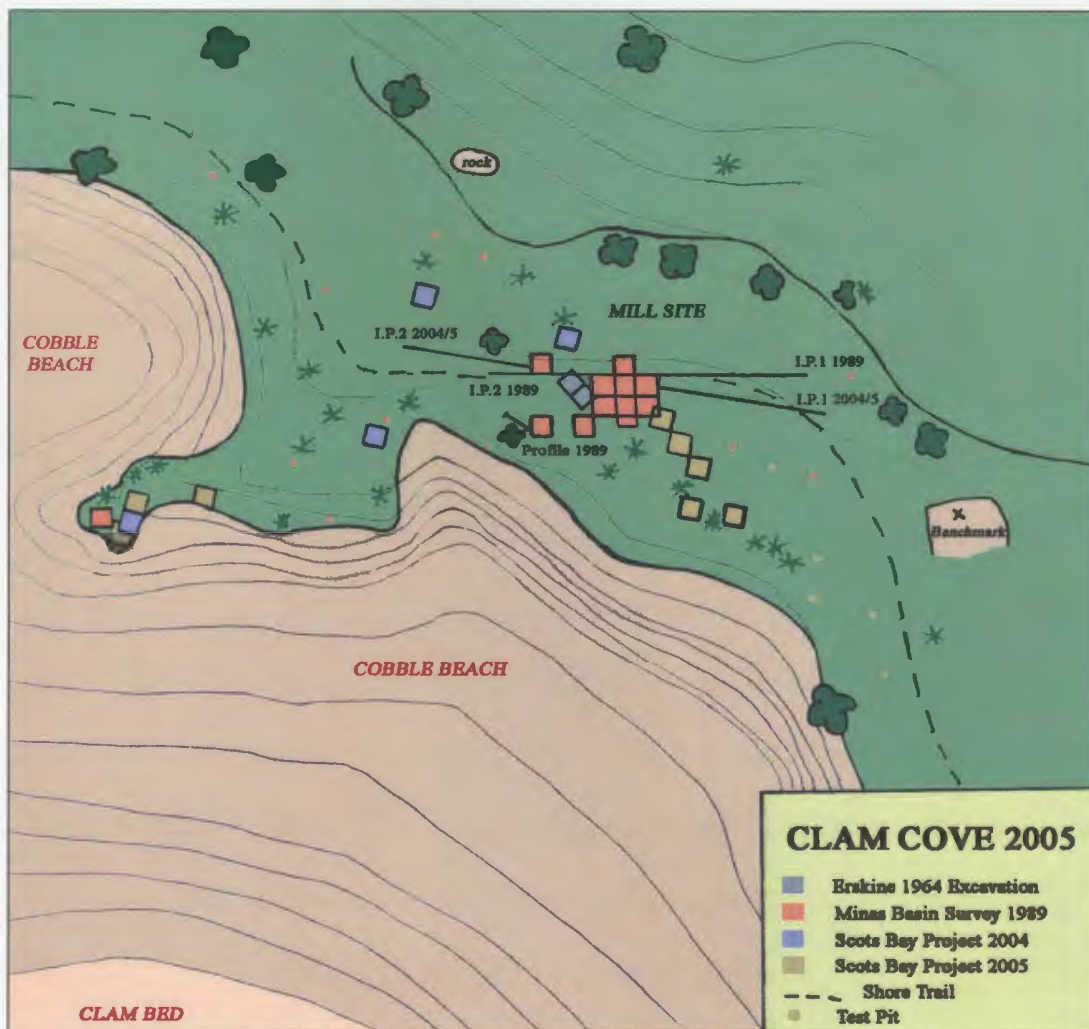 rock
COBBLE
BEACH
MILL SITE
I.P.2 2004/5
I.P.1 1989
I.P.2 1989
I.P.1 2004/5
Profile 1989
Benchmark
COBBLE BEACH
CLAM BED
CLAM COVE 2005
Erskine 1964 Excavation
Minas Basin Survey 1989
Scots Bay Project 2004
Scots Bay Project 2005
Shore Trail
Test Pit